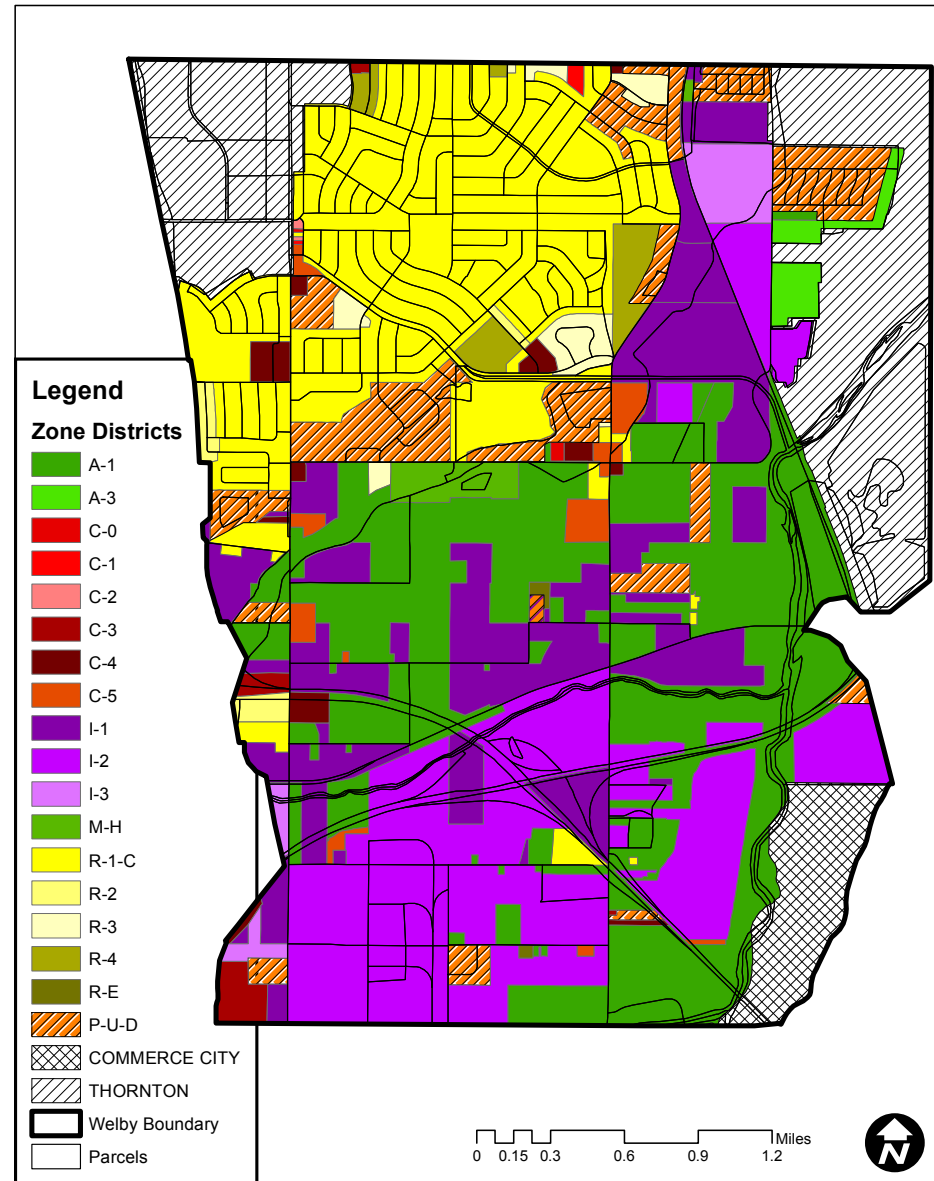 Legend
Zone Districts
A-1
A-3
C-0
C-1
C-2
C-3
C-4
C-5
I-1
I-2
I-3
M-H
R-1-C
R-2
R-3
R-4
R-E
P-U-D
COMMERCE CITY
THORNTON
Welby Boundary
Parcels
Miles
0 0.15 0.3 0.6 0.9 1.2
N